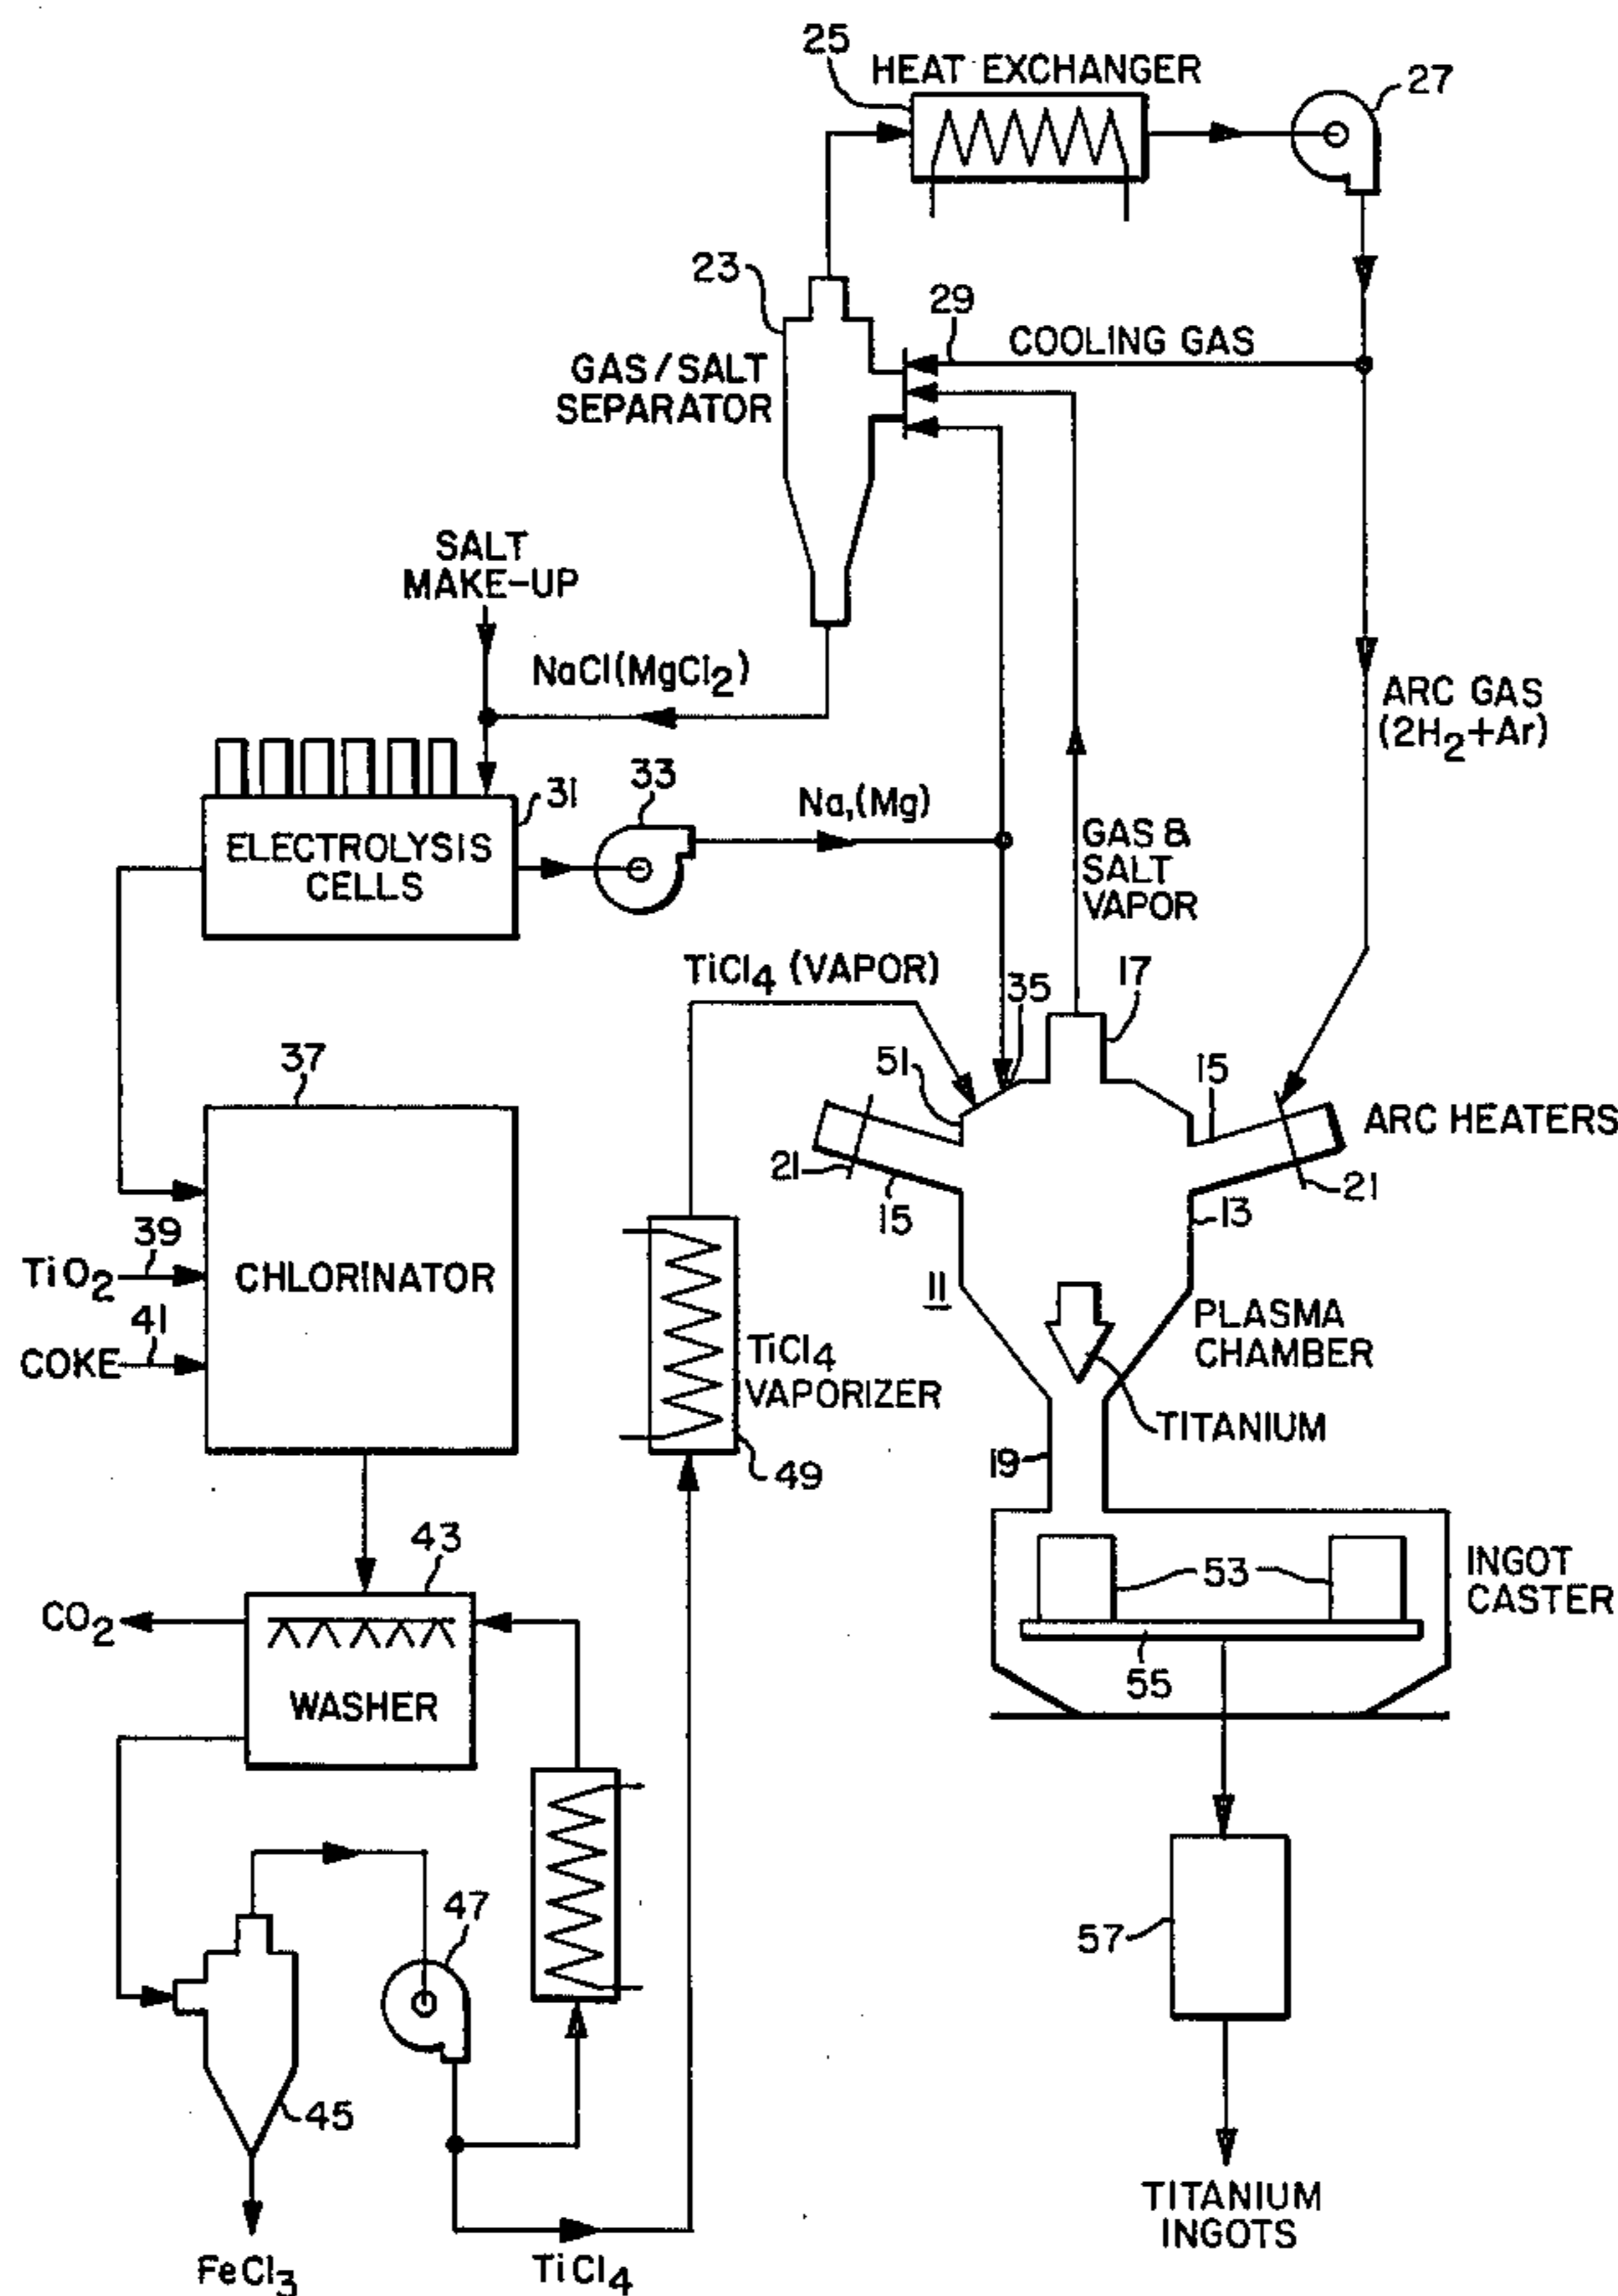 25
HEAT EXCHANGER
27
23
29
COOLING GAS
GAS/SALT
SEPARATOR
SALT
MAKE-UP
NaCl(MgCl2)
ARC GAS
(2H2+Ar)
31
33
Na,(Mg)
ELECTROLYSIS
CELLS
GAS &
SALT
VAPOR
TiCl4 (VAPOR)
35
17
37
51
15
ARC HEATERS
21
15
21
13
39
TiO2
CHLORINATOR
11
41
COKE
PLASMA
CHAMBER
TiCl4
VAPORIZER
TITANIUM
19
49
43
INGOT
CASTER
53
CO2
55
WASHER
47
57
45
TITANIUM
INGOTS
FeCl3
TiCl4